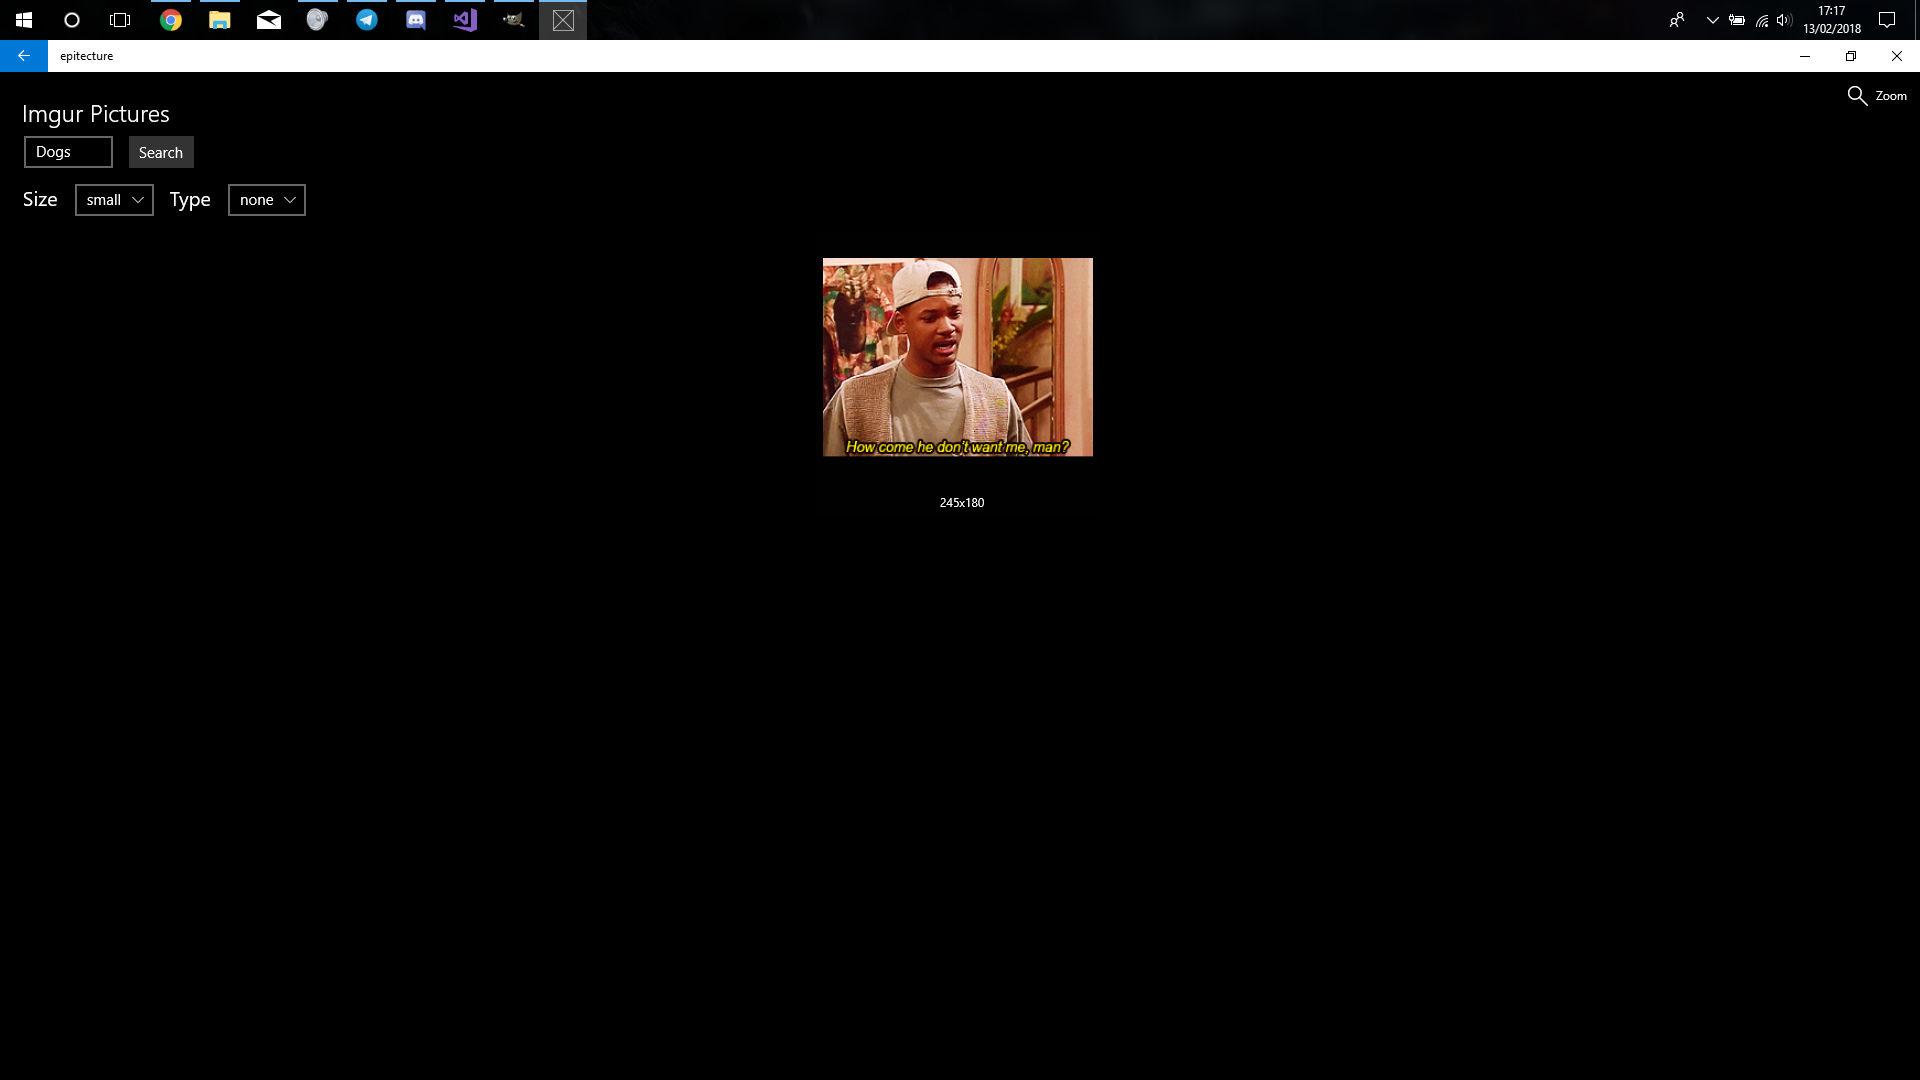 17:17
13/02/2018
epitecture
Zoom
Imgur Pictures
Dogs
Search
Size small Type none
How come he don't want me, man?
245x180